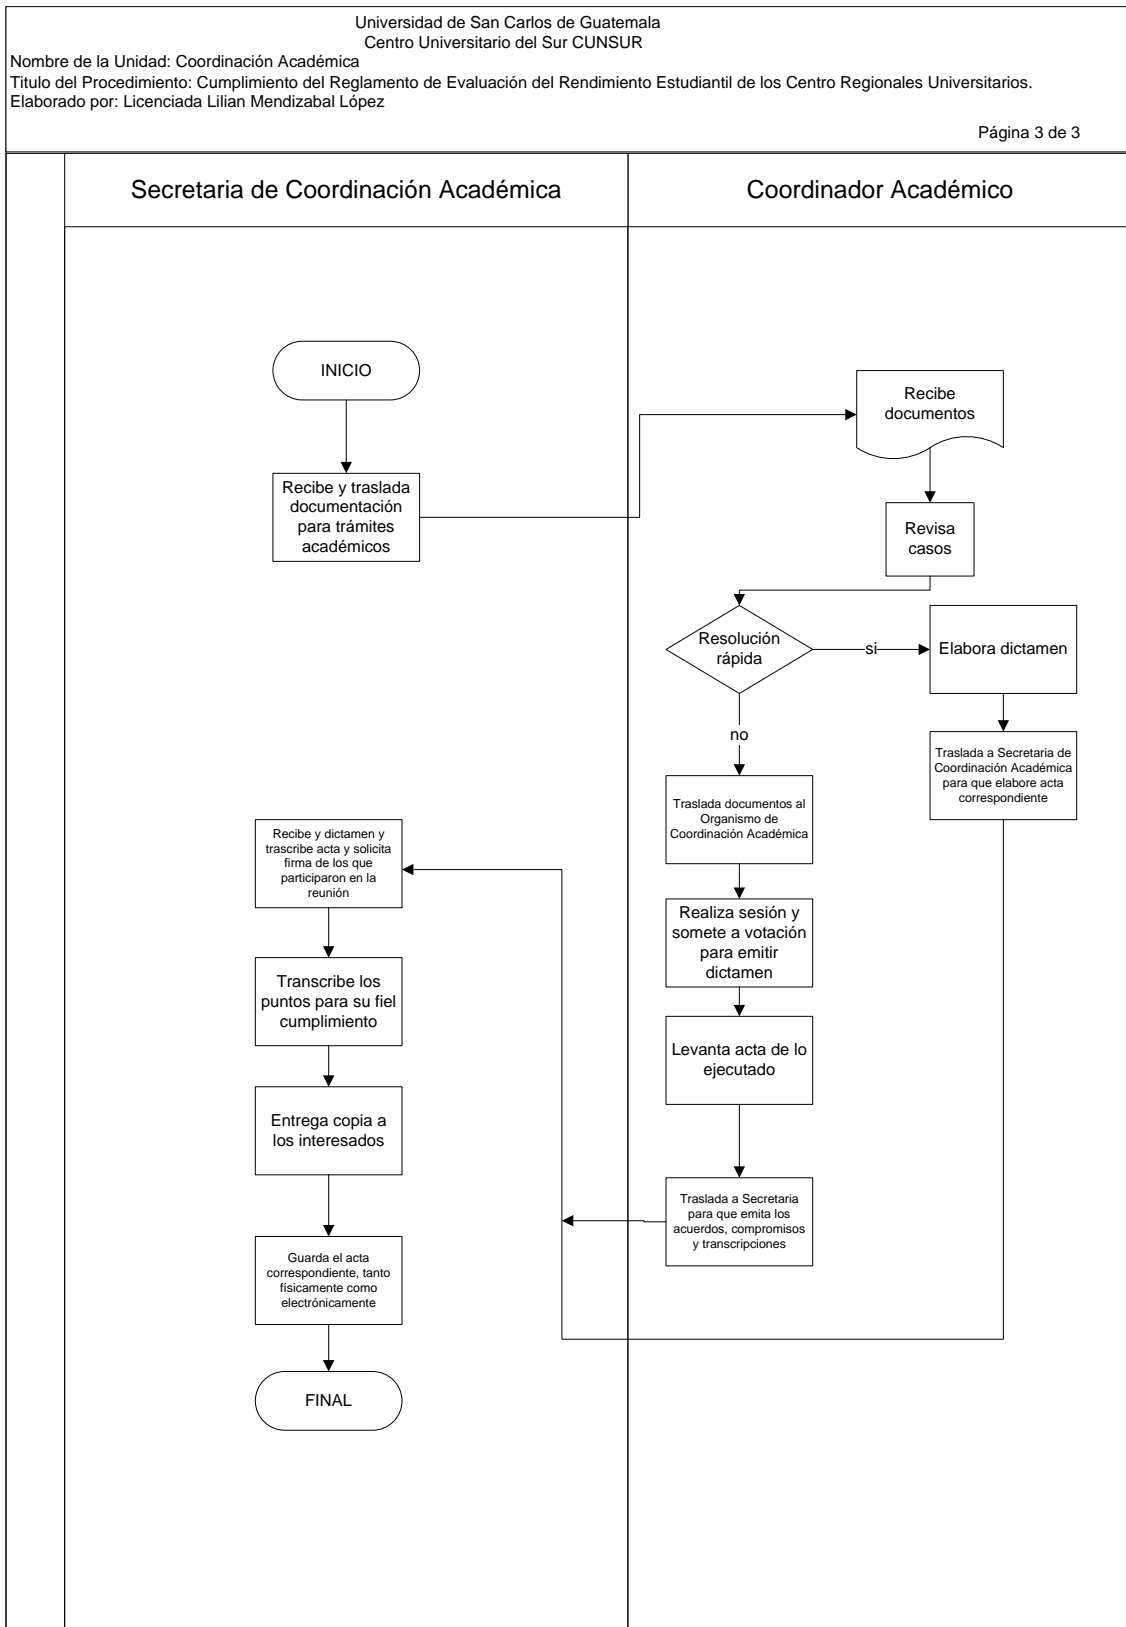 Universidad de San Carlos de Guatemala
Centro Universitario del Sur CUNSUR
Nombre de la Unidad: Coordinación Académica
Titulo del Procedimiento: Cumplimiento del Reglamento de Evaluación del Rendimiento Estudiantil de los Centro Regionales Universitarios.
Elaborado por: Licenciada Lilian Mendizabal López
Página 3 de 3
Secretaria de Coordinación Académica
Coordinador Académico
INICIO
Recibe y traslada
documentación
para trámites
académicos
Recibe
documentos
Revisa
casos
Resolución
rápida
si
Elabora dictamen
no
Traslada a Secretaria de
Coordinación Académica
para que elabore acta
correspondiente
Traslada documentos al
Organismo de
Coordinación Académica
Realiza sesión y
somete a votación
para emitir
dictamen
Levanta acta de lo
ejecutado
Traslada a Secretaria
para que emita los
acuerdos, compromisos
y transcripciones
Recibe y dictamen y
trascribe acta y solicita
firma de los que
participaron en la
reunión
Transcribe los
puntos para su fiel
cumplimiento
Entrega copia a
los interesados
Guarda el acta
correspondiente, tanto
físicamente como
electrónicamente
FINAL